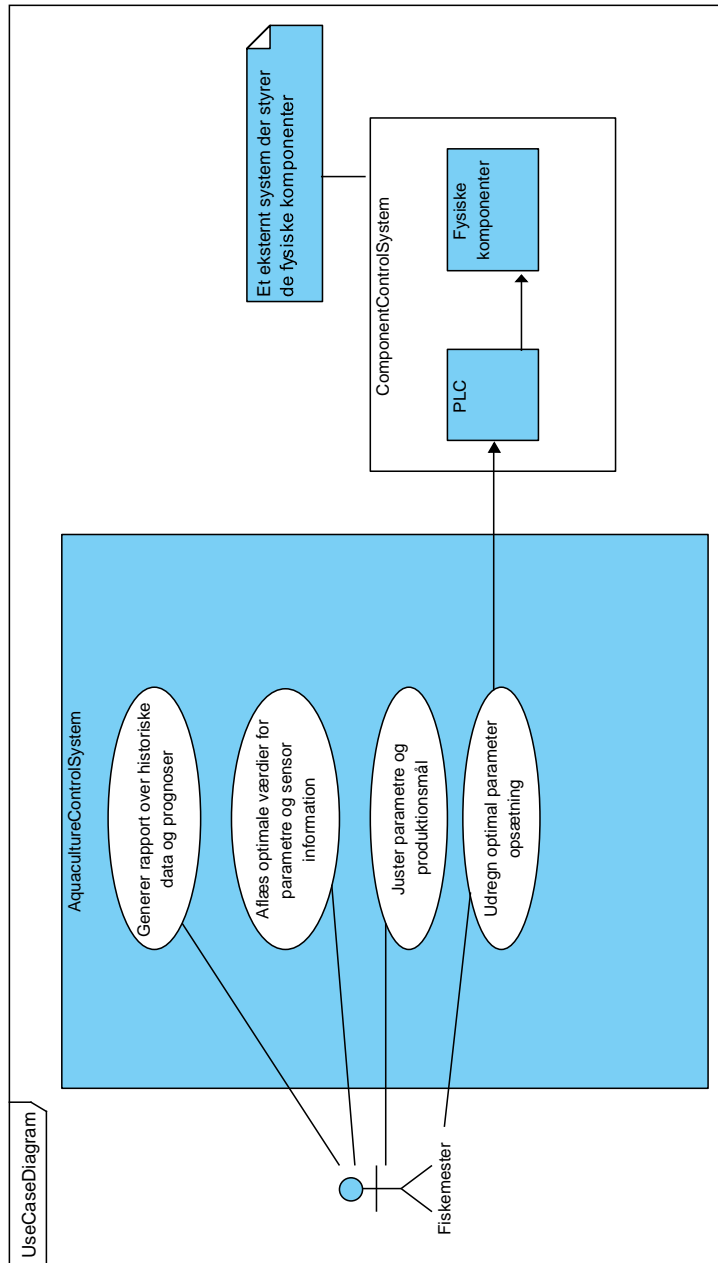 UseCaseDiagram
AquacultureControlSystem
Generer rapport over historiske
data og prognoser
Aflæs optimale værdier for
parametre og sensor
information
Juster parametre og
produktionsmål
Udregn optimal parameter
opsætning
Fiskemester
Et eksternt system der styrer
de fysiske komponenter
ComponentControlSystem
PLC
Fysiske
komponenter